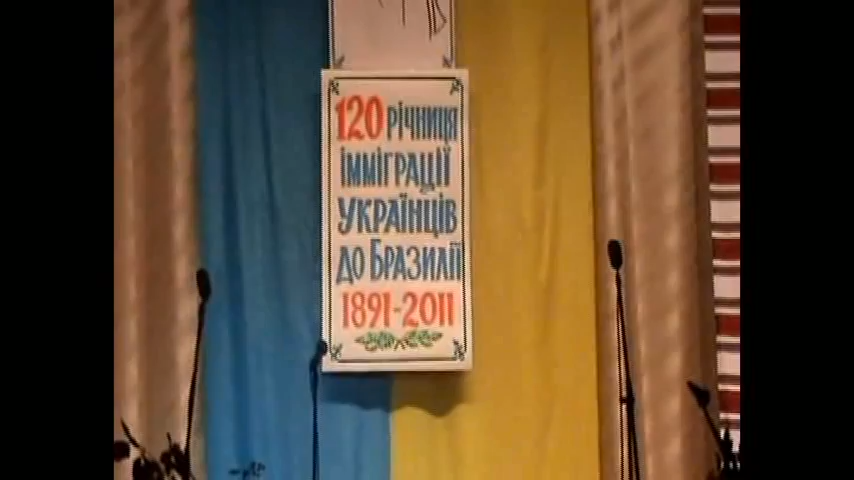 120 річниця
імміграції
українців
до Бразилії
1891-2011